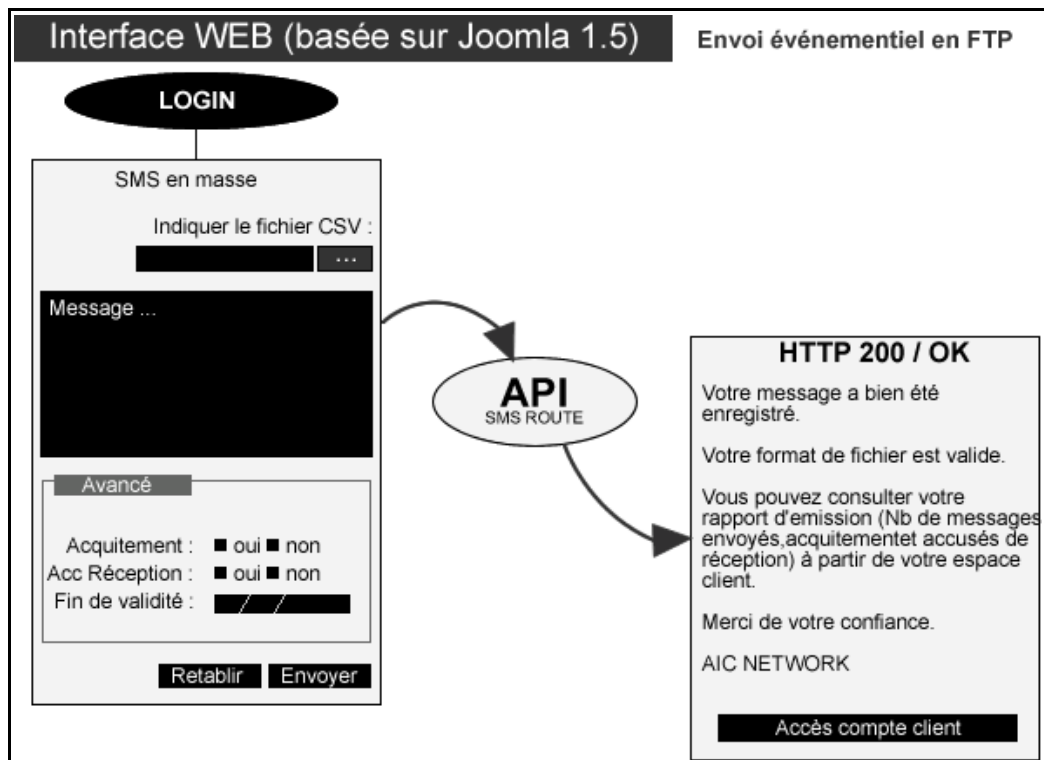 Interface WEB (basée sur Joomla 1.5)
Envoi événementiel en FTP
LOGIN
SMS en masse
Indiquer le fichier CSV :
...
Message ...
Avancé
Acquitement : oui non
Acc Réception : oui non
Fin de validité : / /
Retablir Envoyer
API
SMS ROUTE
HTTP 200 / OK
Votre message a bien été
enregistré.
Votre format de fichier est valide.
Vous pouvez consulter votre
rapport d'emission (Nb de messages
envoyés,acquitementet accusés de
réception) à partir de votre espace
client.
Merci de votre confiance.
AIC NETWORK
Accès compte client